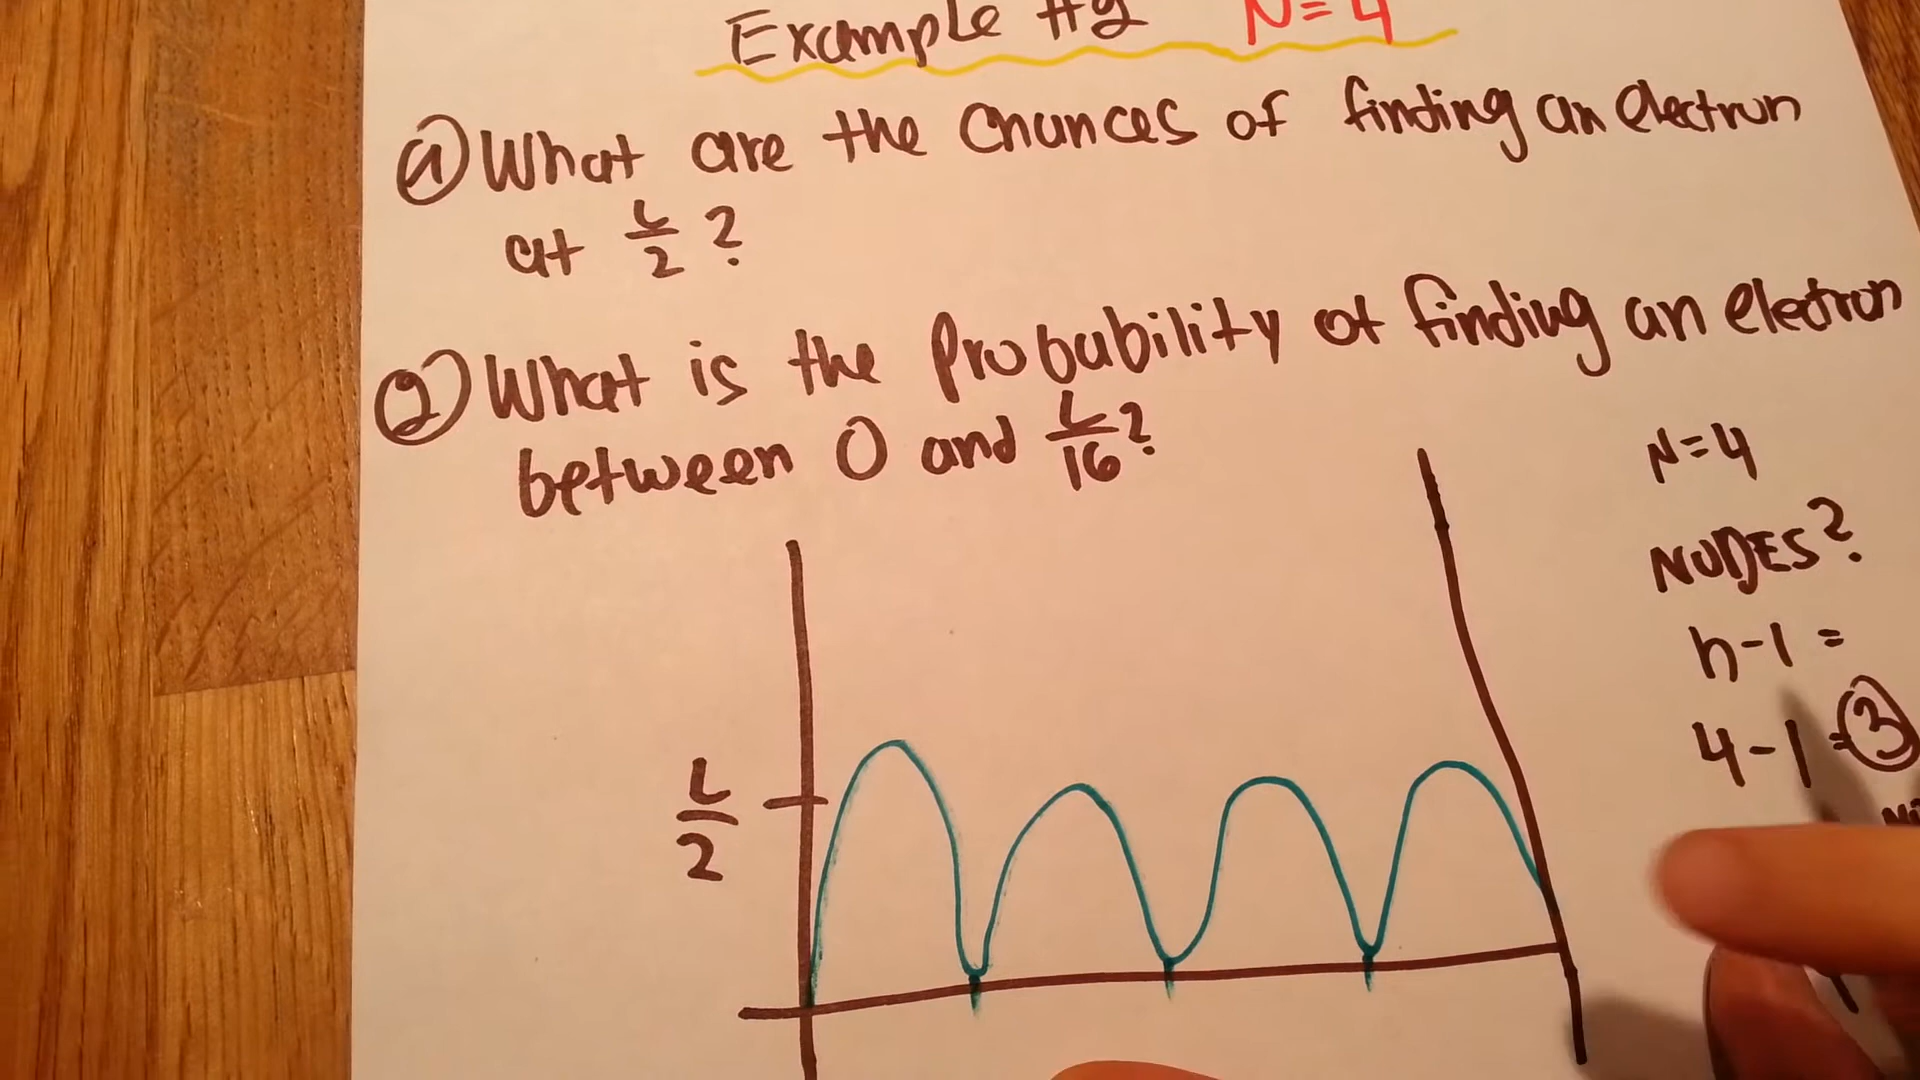 Example #2 N=4
① What are the chances of finding an electron
at L/2 ?
② What is the probability of finding an electron
between 0 and L/16?
N=4
NODES?
n-1 =
4-1 = 3
L/2